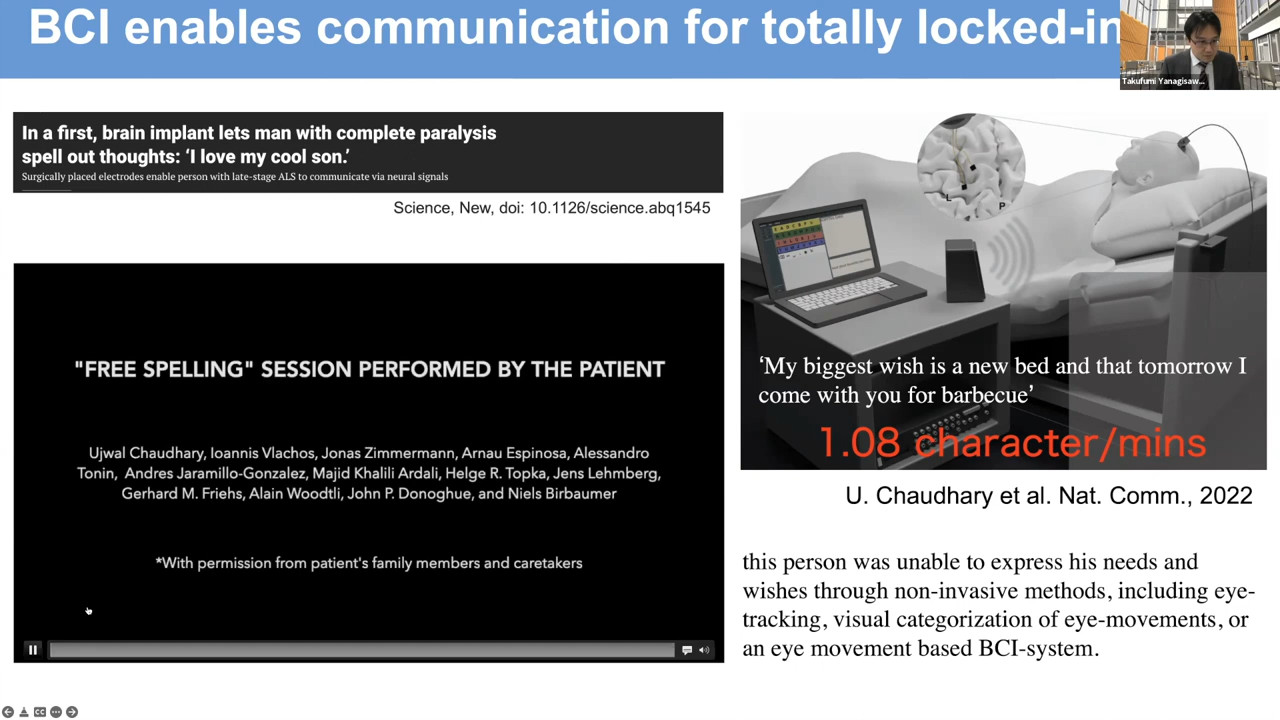 BCI enables communication for totally locked-in
Takufumi Yanagisaw...
In a first, brain implant lets man with complete paralysis
spell out thoughts: ‘I love my cool son.’
Surgically placed electrodes enable person with late-stage ALS to communicate via neural signals
Science, New, doi: 10.1126/science.abq1545
"FREE SPELLING" SESSION PERFORMED BY THE PATIENT
Ujwal Chaudhary, Ioannis Vlachos, Jonas Zimmermann, Arnau Espinosa, Alessandro
Tonin, Andres Jaramillo-Gonzalez, Majid Khalili Ardali, Helge R. Topka, Jens Lehmberg,
Gerhard M. Friehs, Alain Woodtli, John P. Donoghue, and Niels Birbaumer
*With permission from patient's family members and caretakers
L
P
‘My biggest wish is a new bed and that tomorrow I
come with you for barbecue’
1.08 character/mins
U. Chaudhary et al. Nat. Comm., 2022
this person was unable to express his needs and
wishes through non-invasive methods, including eye-
tracking, visual categorization of eye-movements, or
an eye movement based BCI-system.